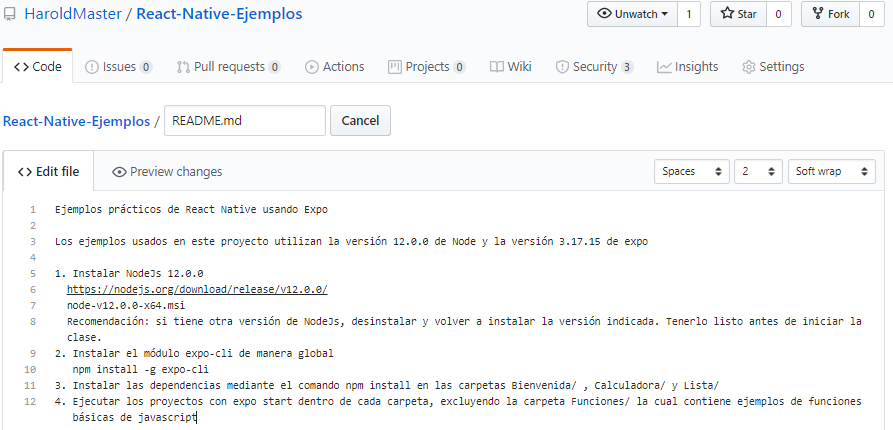 HaroldMaster / React-Native-Ejemplos
Unwatch 1 Star 0 Fork 0
Code Issues 0 Pull requests 0 Actions Projects 0 Wiki Security 3 Insights Settings
React-Native-Ejemplos / README.md Cancel
Edit file Preview changes Spaces 2 Soft wrap
1 Ejemplos prácticos de React Native usando Expo
2
3 Los ejemplos usados en este proyecto utilizan la versión 12.0.0 de Node y la versión 3.17.15 de expo
4
5 1. Instalar NodeJs 12.0.0
6 https://nodejs.org/download/release/v12.0.0/
7 node-v12.0.0-x64.msi
8 Recomendación: si tiene otra versión de NodeJs, desinstalar y volver a instalar la versión indicada. Tenerlo listo antes de iniciar la
clase.
9 2. Instalar el módulo expo-cli de manera global
10 npm install -g expo-cli
11 3. Instalar las dependencias mediante el comando npm install en las carpetas Bienvenida/ , Calculadora/ y Lista/
12 4. Ejecutar los proyectos con expo start dentro de cada carpeta, excluyendo la carpeta Funciones/ la cual contiene ejemplos de funciones
básicas de javascript